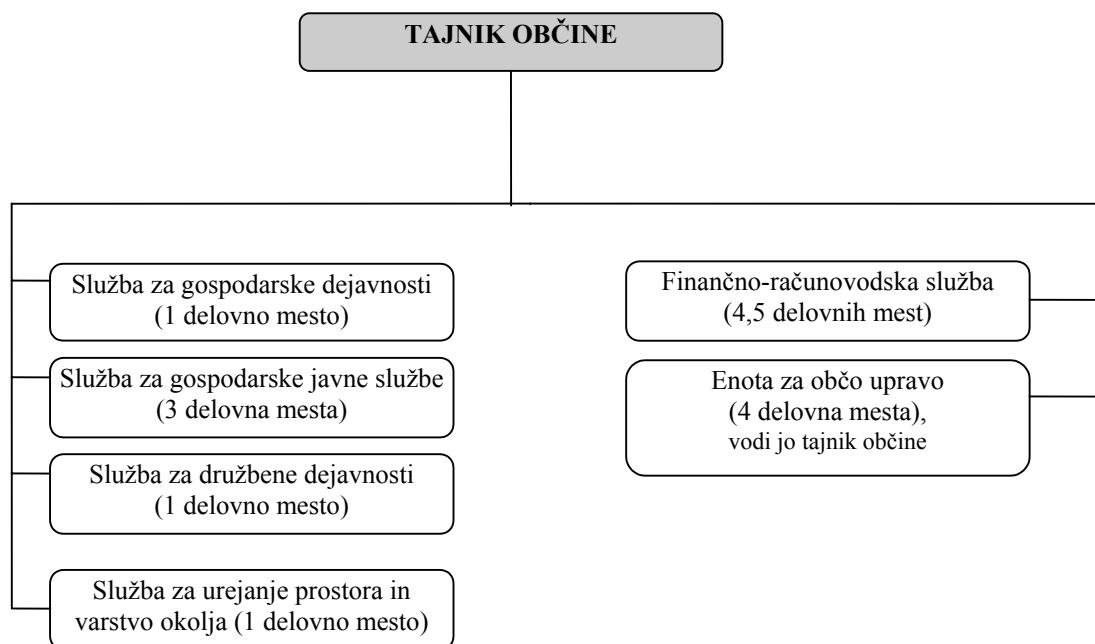 TAJNIK OBČINE
Služba za gospodarske dejavnosti
(1 delovno mesto)
Služba za gospodarske javne službe
(3 delovna mesta)
Služba za družbene dejavnosti
(1 delovno mesto)
Služba za urejanje prostora in
varstvo okolja (1 delovno mesto)
Finančno-računovodska služba
(4,5 delovnih mest)
Enota za občo upravo
(4 delovna mesta),
vodi jo tajnik občine